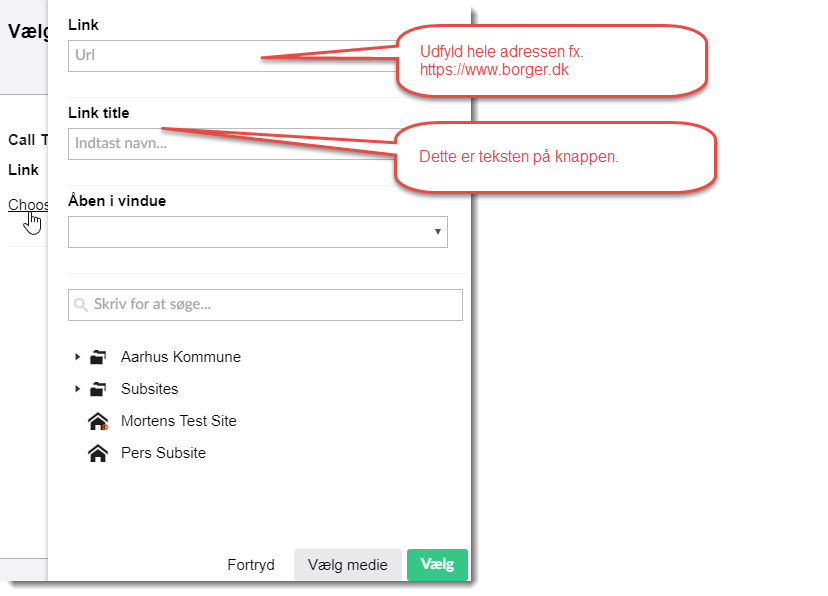 Vælg
Link
Url
Udfyld hele adressen fx.
https://www.borger.dk
Link title
Indtast navn...
Dette er teksten på knappen.
Call T
Link
Choos
Åben i vindue
Skriv for at søge...
Aarhus Kommune
Subsites
Mortens Test Site
Pers Subsite
Fortryd
Vælg medie
Vælg